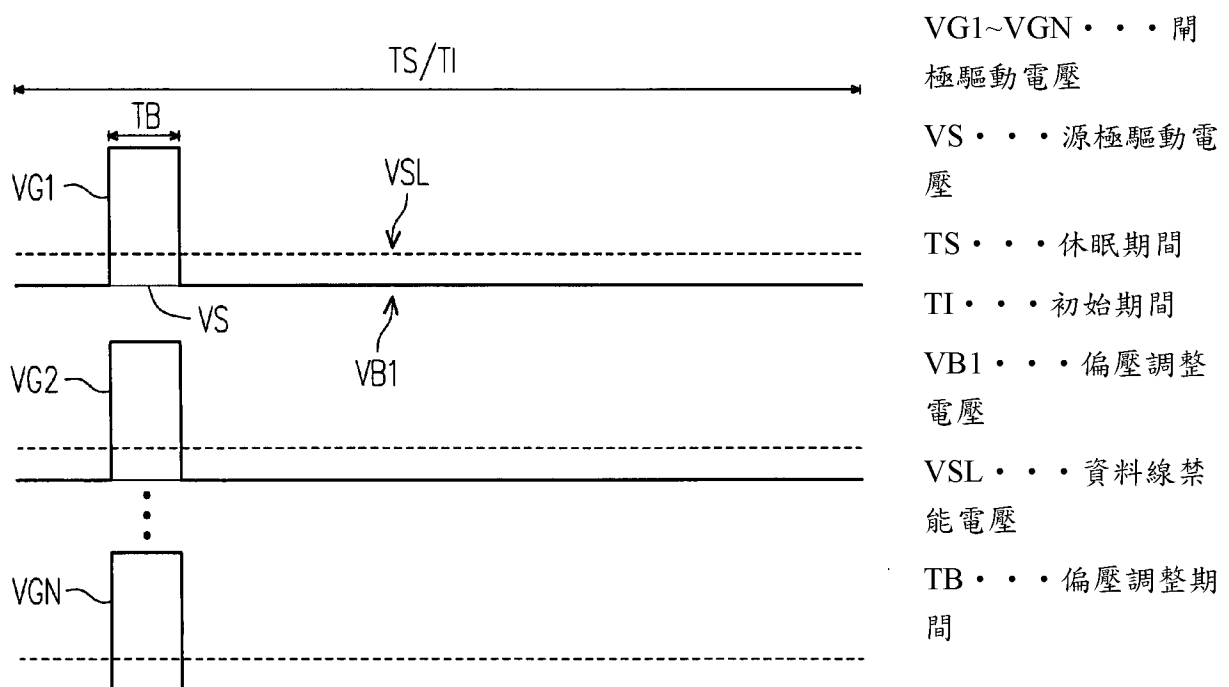 TS/TI
TB
VG1
VSL
VS
VB1
VG2
VGN
VG1~VGN・・・閘
極驅動電壓
VS・・・源極驅動電
壓
TS・・・休眠期間
TI・・・初始期間
VB1・・・偏壓調整
電壓
VSL・・・資料線禁
能電壓
TB・・・偏壓調整期
間